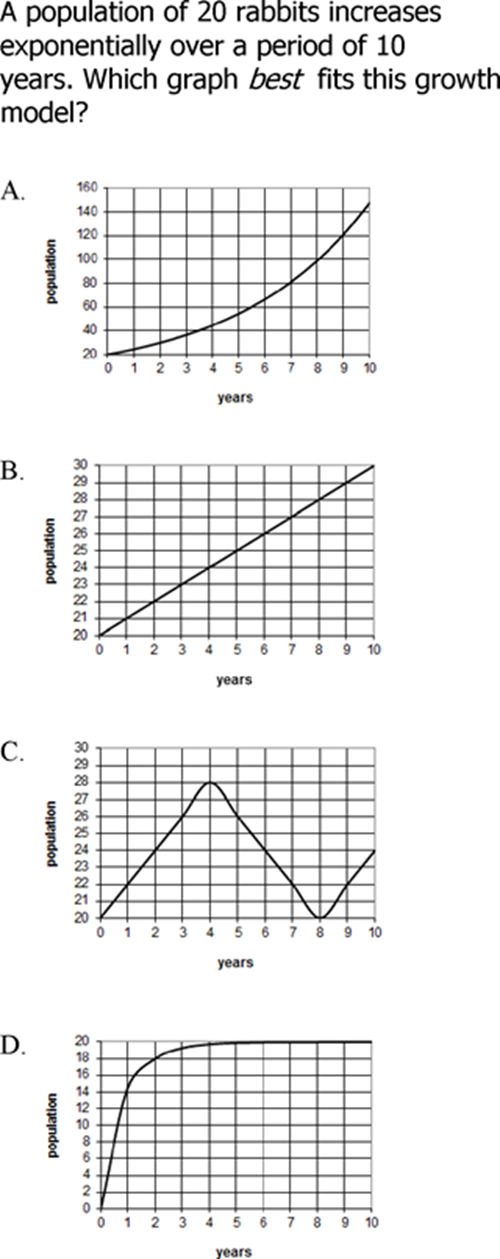 A population of 20 rabbits increases
exponentially over a period of 10
years. Which graph best fits this growth
model?
A.
160
140
120
100
80
60
40
20
population
0 1 2 3 4 5 6 7 8 9 10
years
B.
30
29
28
27
26
25
24
23
22
21
20
population
0 1 2 3 4 5 6 7 8 9 10
years
C.
30
29
28
27
26
25
24
23
22
21
20
population
0 1 2 3 4 5 6 7 8 9 10
years
D.
20
18
16
14
12
10
8
6
4
2
0
population
0 1 2 3 4 5 6 7 8 9 10
years